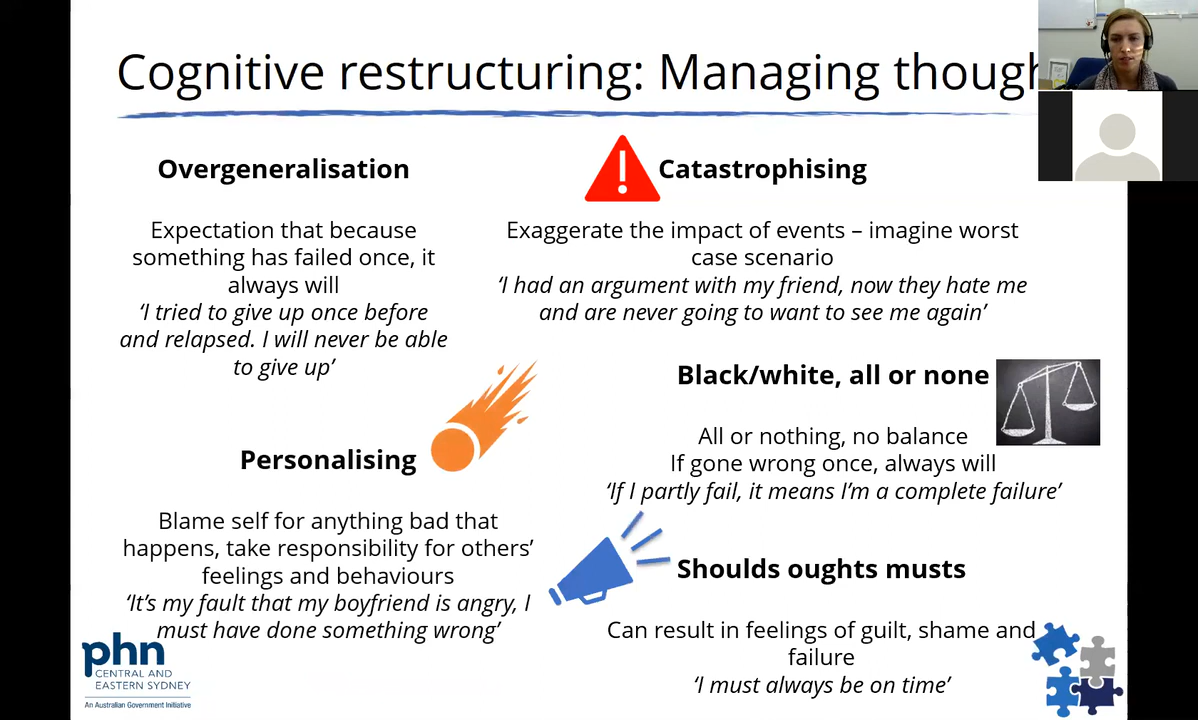 Cognitive restructuring: Managing though
Overgeneralisation
Expectation that because
something has failed once, it
always will
‘I tried to give up once before
and relapsed. I will never be able
to give up’
Catastrophising
Exaggerate the impact of events – imagine worst
case scenario
‘I had an argument with my friend, now they hate me
and are never going to want to see me again’
Black/white, all or none
All or nothing, no balance
If gone wrong once, always will
‘If I partly fail, it means I’m a complete failure’
Personalising
Blame self for anything bad that
happens, take responsibility for others’
feelings and behaviours
‘It’s my fault that my boyfriend is angry, I
must have done something wrong’
Shoulds oughts musts
Can result in feelings of guilt, shame and
failure
‘I must always be on time’
phn
CENTRAL AND
EASTERN SYDNEY
An Australian Government Initiative